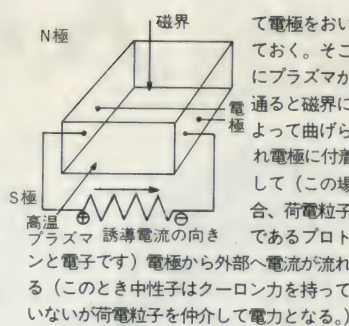 N極
磁界
電極
S極
高温
プラズマ
誘導電流の向き
⊕
⊖
て電極をおい
ておく。そこ
にプラズマが
通ると磁界に
よって曲げら
れ電極に付着
して（この場
合、荷電粒子
であるプロト
ンと電子です）電極から外部へ電流が流れ
る（このとき中性子はクーロン力を持って
いないが荷電粒子を仲介して電力となる。）